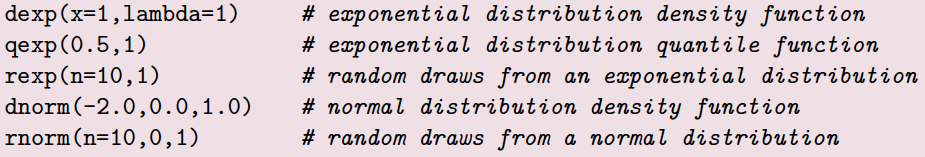 dexp(x=1,lambda=1) # exponential distribution density function
qexp(0.5,1) # exponential distribution quantile function
rexp(n=10,1) # random draws from an exponential distribution
dnorm(-2.0,0.0,1.0) # normal distribution density function
rnorm(n=10,0,1) # random draws from a normal distribution